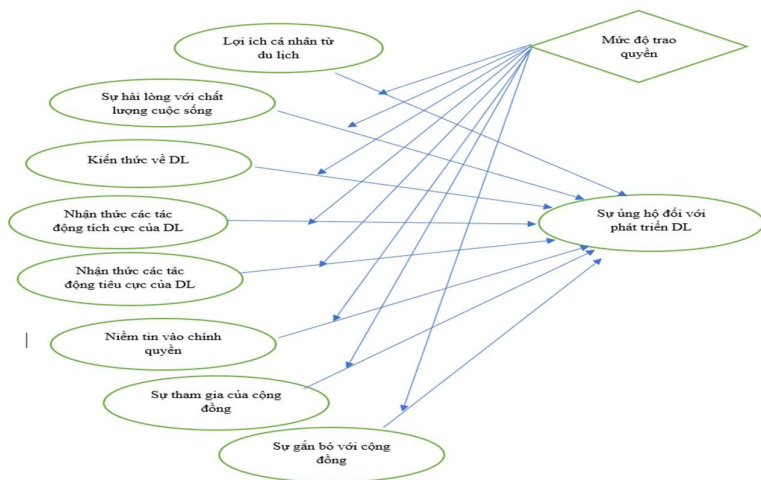 Lợi ích cá nhân từ
du lịch
Mức độ trao
quyền
Sự hài lòng với chất
lượng cuộc sống
Kiến thức về DL
Nhận thức các tác
động tích cực của DL
Sự ủng hộ đối với
phát triển DL
Nhận thức các tác
động tiêu cực của DL
Niềm tin vào chính
quyền
Sự tham gia của cộng
đồng
Sự gắn bó với cộng
đồng